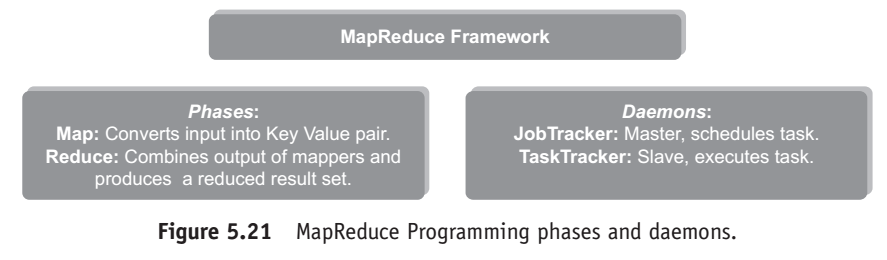 MapReduce Framework
Phases:
Map: Converts input into Key Value pair.
Reduce: Combines output of mappers and
produces a reduced result set.
Daemons:
JobTracker: Master, schedules task.
TaskTracker: Slave, executes task.
Figure 5.21 MapReduce Programming phases and daemons.